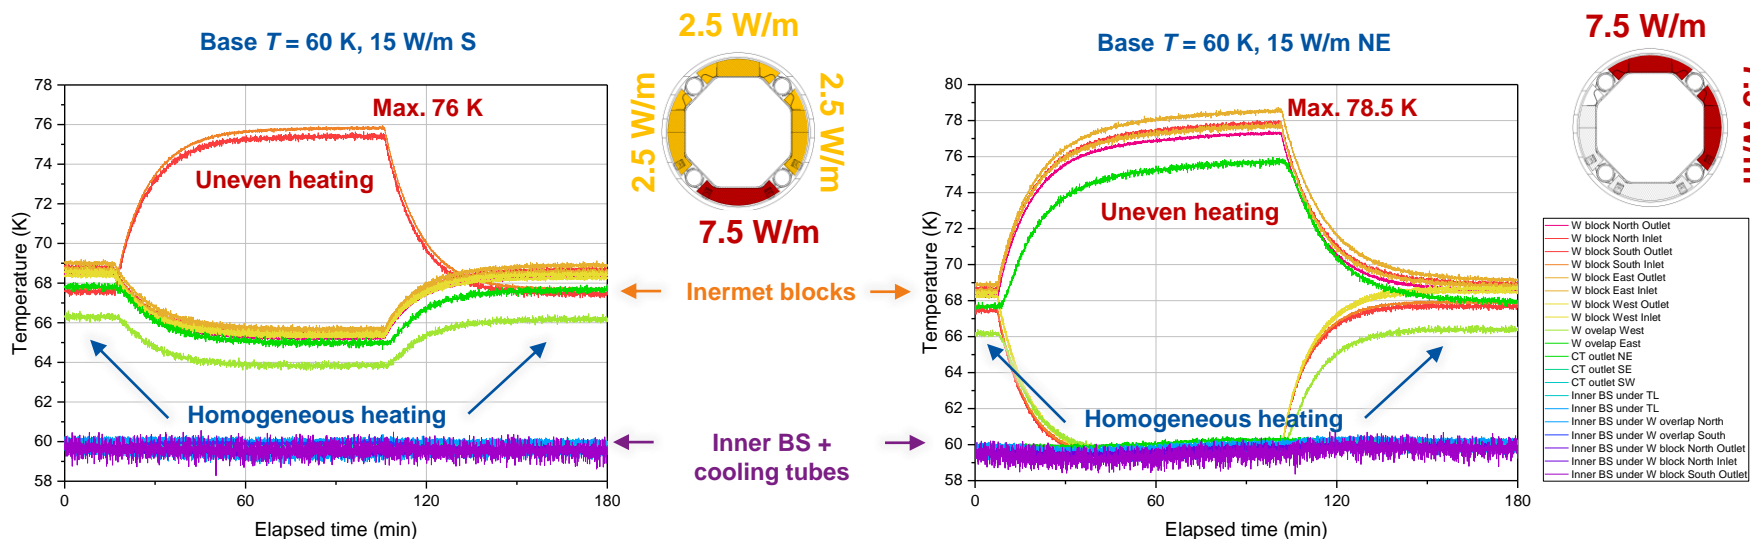 Base T = 60 K, 15 W/m S
2.5 W/m
2.5 W/m
2.5 W/m
7.5 W/m
78
76
74
72
70
69
68
66
64
62
60
58
Temperature (K)
Max. 76 K
Uneven heating
Homogeneous heating
0
60
120
180
Elapsed time (min)
Inermet blocks
Inner BS +
cooling tubes
Base T = 60 K, 15 W/m NE
7.5 W/m
80
78
76
74
72
70
68
66
64
62
60
58
Temperature (K)
Max. 78.5 K
Uneven heating
Homogeneous heating
0
60
120
180
Elapsed time (min)
W block North Outlet
W block North Inlet
W block South Outlet
W block South Inlet
W block East Outlet
W block East Inlet
W block West Outlet
W block West Inlet
W ovelap West
W ovelap East
CT outlet NE
CT outlet SE
CT outlet SW
Inner BS under TL
Inner BS under TL
Inner BS under W overlap North
Inner BS under W overlap South
Inner BS under W block North Outlet
Inner BS under W block North Inlet
Inner BS under W block South Outlet